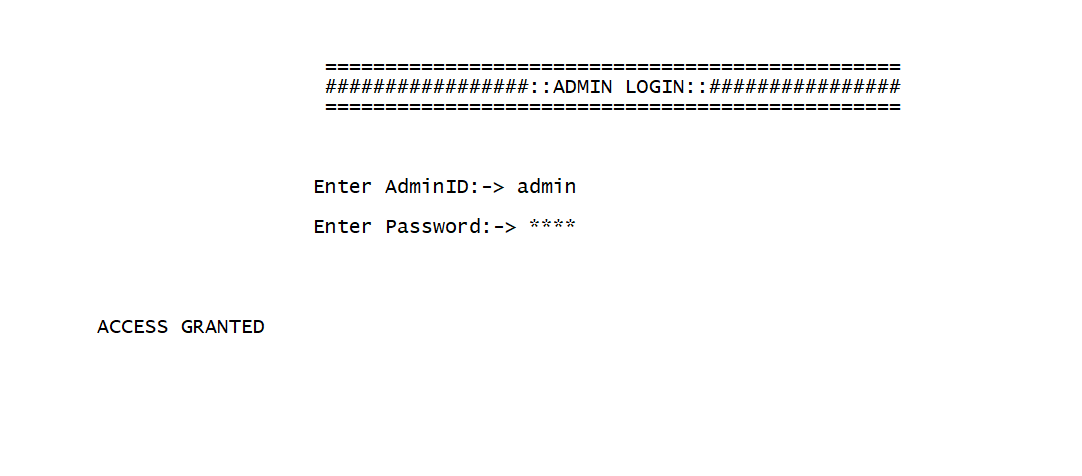 ================================================
#################::ADMIN LOGIN::################
================================================
Enter AdminID:-> admin
Enter Password:-> ****
ACCESS GRANTED